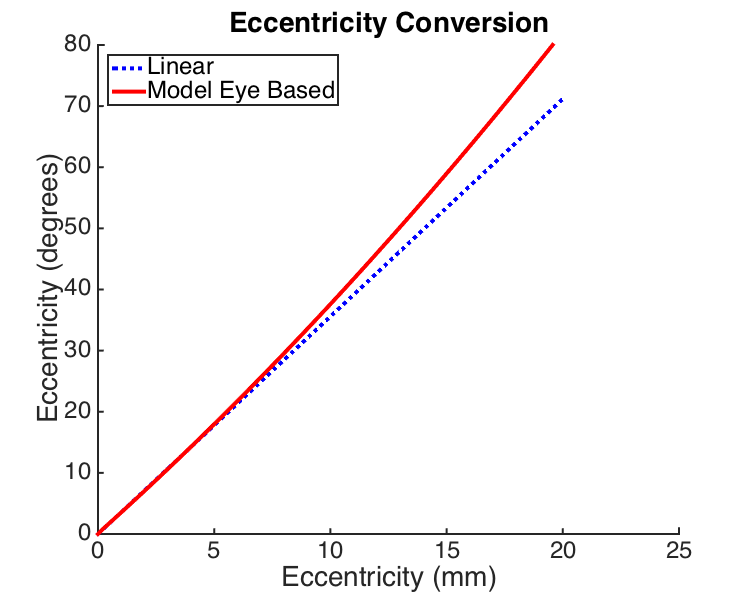 Eccentricity Conversion
Linear
Model Eye Based
Eccentricity (degrees)
80
70
60
50
40
30
20
10
0
0 5 10 15 20 25
Eccentricity (mm)